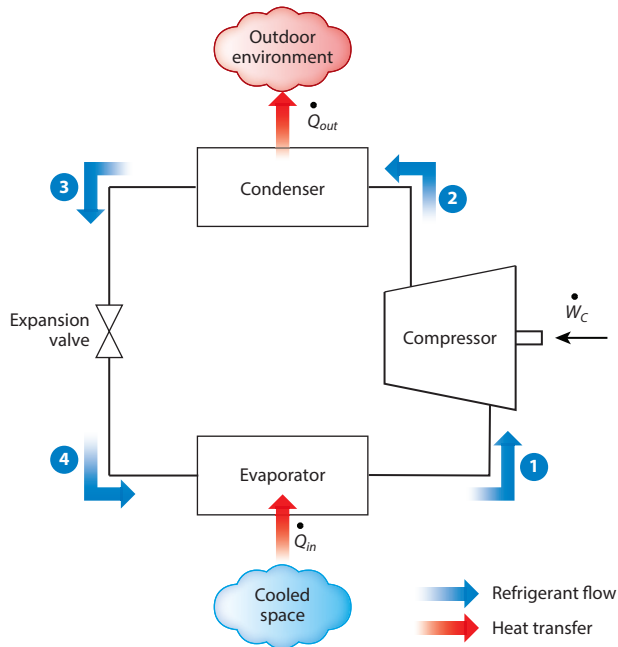 Outdoor
environment
Q̇out
3
Condenser
2
Expansion
valve
Compressor
ẆC
4
Evaporator
1
Q̇in
Cooled
space
Refrigerant flow
Heat transfer